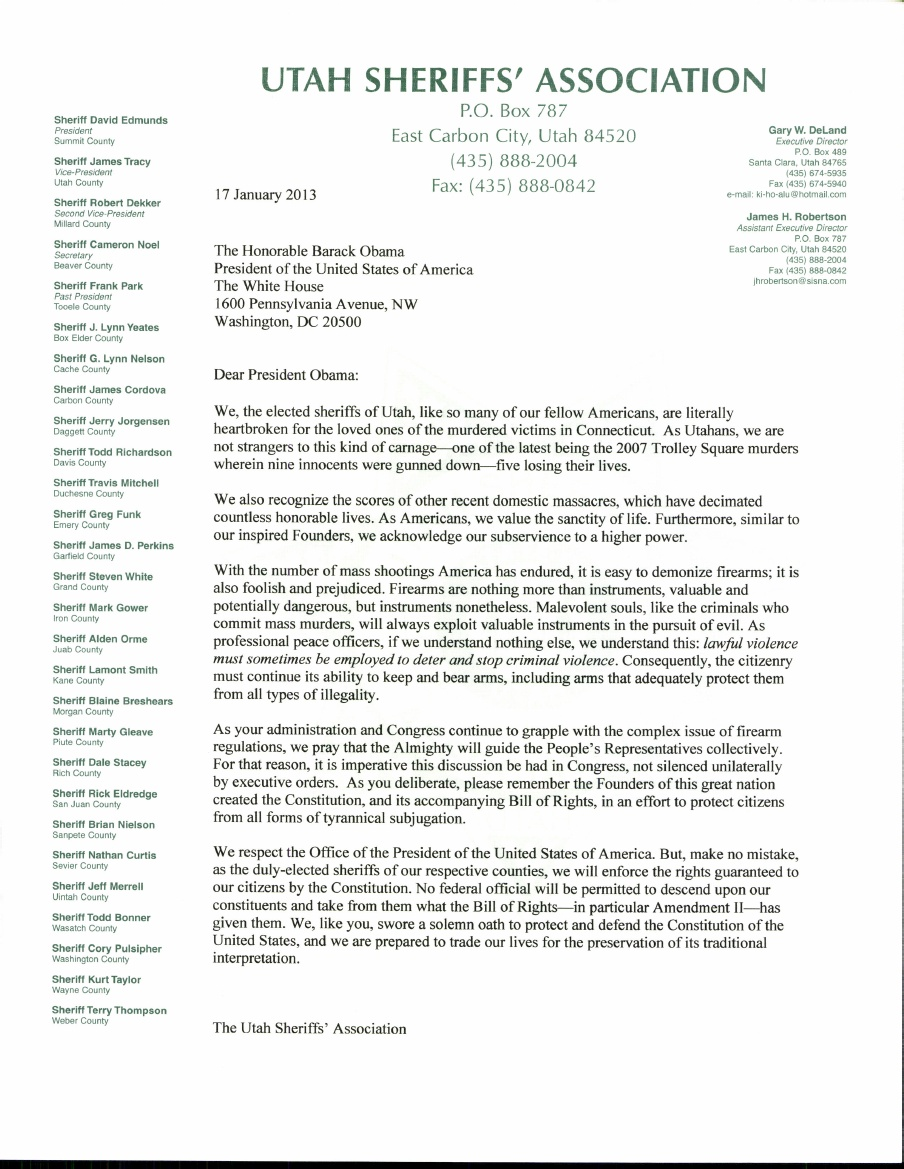 UTAH SHERIFFS' ASSOCIATION
P.O. Box 787
East Carbon City, Utah 84520
(435) 888-2004
Fax: (435) 888-0842
Sheriff David Edmunds
President
Summit County
Sheriff James Tracy
Vice-President
Utah County
Sheriff Robert Dekker
Second Vice-President
Millard County
Sheriff Cameron Noel
Secretary
Beaver County
Sheriff Frank Park
Past President
Tooele County
Sheriff J. Lynn Yeates
Box Elder County
Sheriff G. Lynn Nelson
Cache County
Sheriff James Cordova
Carbon County
Sheriff Jerry Jorgensen
Daggett County
Sheriff Todd Richardson
Davis County
Sheriff Travis Mitchell
Duchesne County
Sheriff Greg Funk
Emery County
Sheriff James D. Perkins
Garfield County
Sheriff Steven White
Grand County
Sheriff Mark Gower
Iron County
Sheriff Alden Orme
Juab County
Sheriff Lamont Smith
Kane County
Sheriff Blaine Breshears
Morgan County
Sheriff Marty Gleave
Piute County
Sheriff Dale Stacey
Rich County
Sheriff Rick Eldredge
San Juan County
Sheriff Brian Nielson
Sanpete County
Sheriff Nathan Curtis
Sevier County
Sheriff Jeff Merrell
Uintah County
Sheriff Todd Bonner
Wasatch County
Sheriff Cory Pulsipher
Washington County
Sheriff Kurt Taylor
Wayne County
Sheriff Terry Thompson
Weber County
Gary W. DeLand
Executive Director
P.O. Box 489
Santa Clara, Utah 84765
(435) 674-5935
Fax (435) 674-5940
e-mail: ki-ho-alu@hotmail.com
James H. Robertson
Assistant Executive Director
P.O. Box 787
East Carbon City, Utah 84520
(435) 888-2004
Fax (435) 888-0842
jhrobertson@sisna.com
17 January 2013
The Honorable Barack Obama
President of the United States of America
The White House
1600 Pennsylvania Avenue, NW
Washington, DC 20500
Dear President Obama:
We, the elected sheriffs of Utah, like so many of our fellow Americans, are literally
heartbroken for the loved ones of the murdered victims in Connecticut.  As Utahans, we are
not strangers to this kind of carnage—one of the latest being the 2007 Trolley Square murders
wherein nine innocents were gunned down—five losing their lives.
We also recognize the scores of other recent domestic massacres, which have decimated
countless honorable lives. As Americans, we value the sanctity of life. Furthermore, similar to
our inspired Founders, we acknowledge our subservience to a higher power.
With the number of mass shootings America has endured, it is easy to demonize firearms; it is
also foolish and prejudiced. Firearms are nothing more than instruments, valuable and
potentially dangerous, but instruments nonetheless. Malevolent souls, like the criminals who
commit mass murders, will always exploit valuable instruments in the pursuit of evil. As
professional peace officers, if we understand nothing else, we understand this: lawful violence
must sometimes be employed to deter and stop criminal violence. Consequently, the citizenry
must continue its ability to keep and bear arms, including arms that adequately protect them
from all types of illegality.
As your administration and Congress continue to grapple with the complex issue of firearm
regulations, we pray that the Almighty will guide the People's Representatives collectively.
For that reason, it is imperative this discussion be had in Congress, not silenced unilaterally
by executive orders.  As you deliberate, please remember the Founders of this great nation
created the Constitution, and its accompanying Bill of Rights, in an effort to protect citizens
from all forms of tyrannical subjugation.
We respect the Office of the President of the United States of America. But, make no mistake,
as the duly-elected sheriffs of our respective counties, we will enforce the rights guaranteed to
our citizens by the Constitution. No federal official will be permitted to descend upon our
constituents and take from them what the Bill of Rights—in particular Amendment II—has
given them. We, like you, swore a solemn oath to protect and defend the Constitution of the
United States, and we are prepared to trade our lives for the preservation of its traditional
interpretation.
The Utah Sheriffs' Association